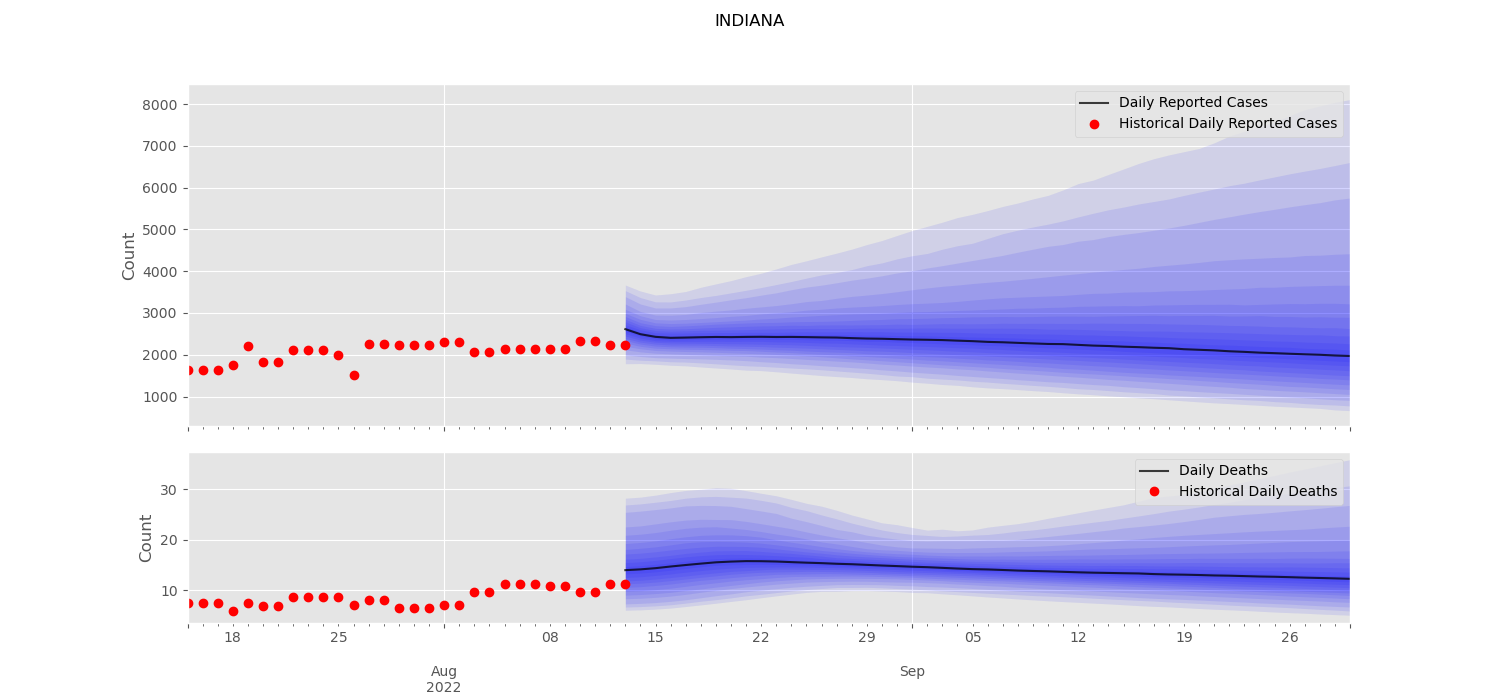 INDIANA
8000
7000
6000
5000
4000
3000
2000
1000
Count
Daily Reported Cases
Historical Daily Reported Cases
30
20
10
Count
Daily Deaths
Historical Daily Deaths
18 25 08 15 22 29 05 12 19 26
Aug Sep
2022